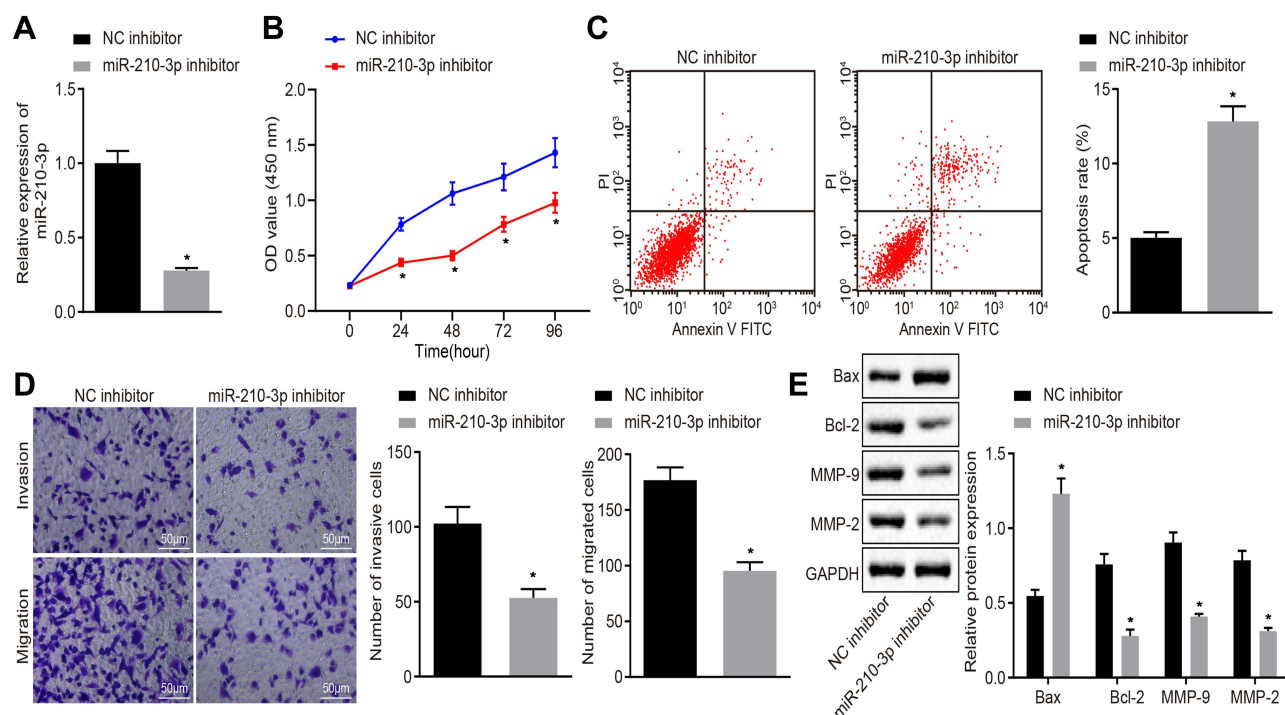 A
NC inhibitor
miR-210-3p inhibitor
Relative expression of
miR-210-3p
1.5
1.0
0.5
0.0
*
B
NC inhibitor
miR-210-3p inhibitor
OD value (450 nm)
2.0
1.5
1.0
0.5
0.0
* * * *
0 24 48 72 96
Time(hour)
C
NC inhibitor
PI
10⁴
10³
10²
10¹
10⁰
10⁰ 10¹ 10² 10³ 10⁴
Annexin V FITC
miR-210-3p inhibitor
PI
10⁴
10³
10²
10¹
10⁰
10⁰ 10¹ 10² 10³ 10⁴
Annexin V FITC
NC inhibitor
miR-210-3p inhibitor
Apoptosis rate (%)
15
10
5
0
*
D
NC inhibitor miR-210-3p inhibitor
Invasion
50μm 50μm
Migration
50μm 50μm
NC inhibitor
miR-210-3p inhibitor
Number of invasive cells
150
100
50
0
*
NC inhibitor
miR-210-3p inhibitor
Number of migrated cells
200
150
100
50
0
*
E
Bax
Bcl-2
MMP-9
MMP-2
GAPDH
NC inhibitor
miR-210-3p inhibitor
NC inhibitor
miR-210-3p inhibitor
Relative protein expression
1.5
1.0
0.5
0.0
* * * *
Bax Bcl-2 MMP-9 MMP-2